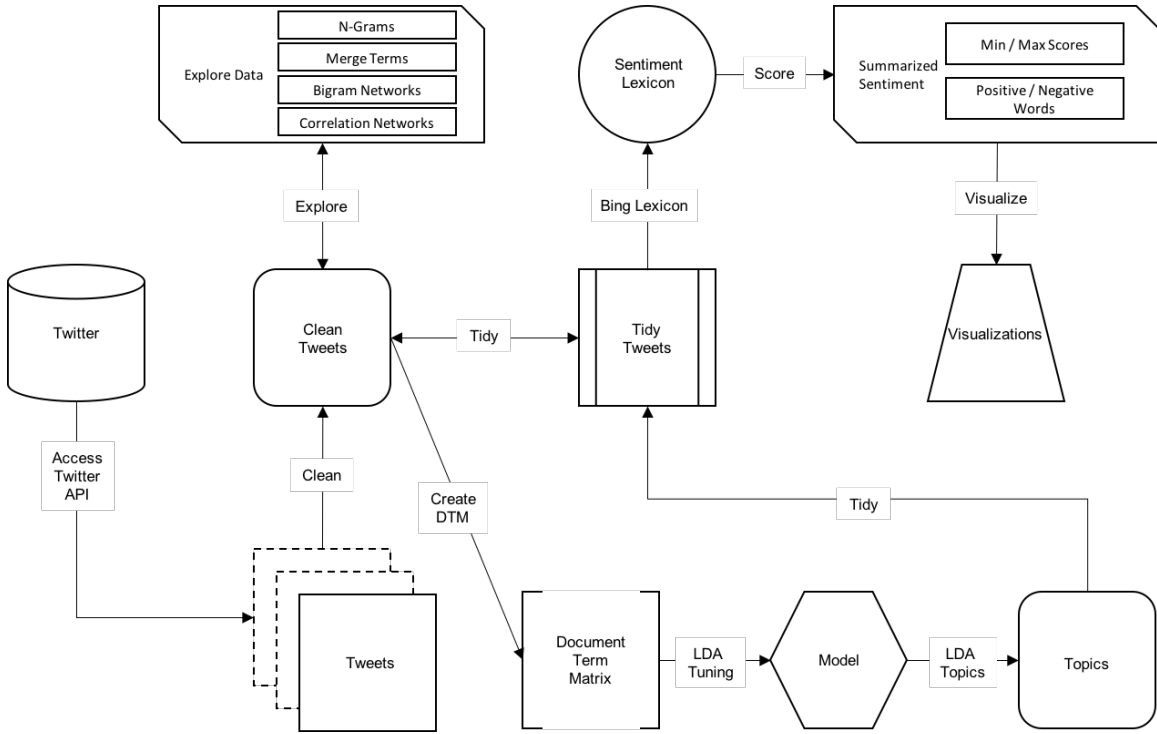 N-Grams
Merge Terms
Explore Data
Bigram Networks
Correlation Networks
Sentiment
Lexicon
Score
Summarized
Sentiment
Min / Max Scores
Positive / Negative
Words
Explore
Bing Lexicon
Visualize
Twitter
Clean
Tweets
Tidy
Tidy
Tweets
Visualizations
Access
Twitter
API
Clean
Create
DTM
Tidy
Tweets
Document
Term
Matrix
LDA
Tuning
Model
LDA
Topics
Topics